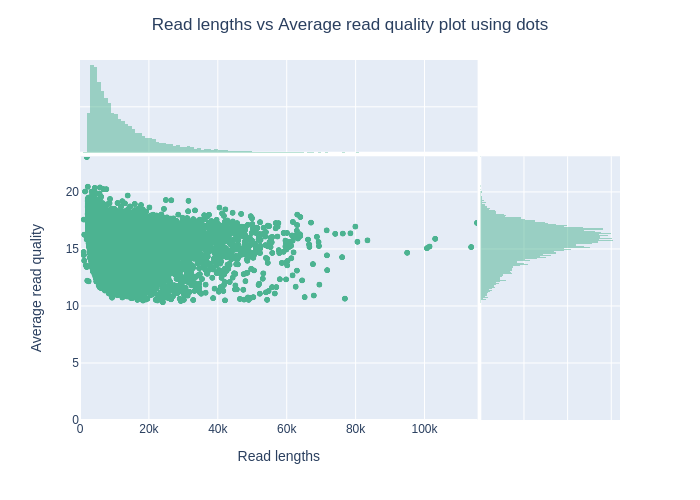 Read lengths vs Average read quality plot using dots
20
15
10
5
0
Average read quality
0 20k 40k 60k 80k 100k
Read lengths